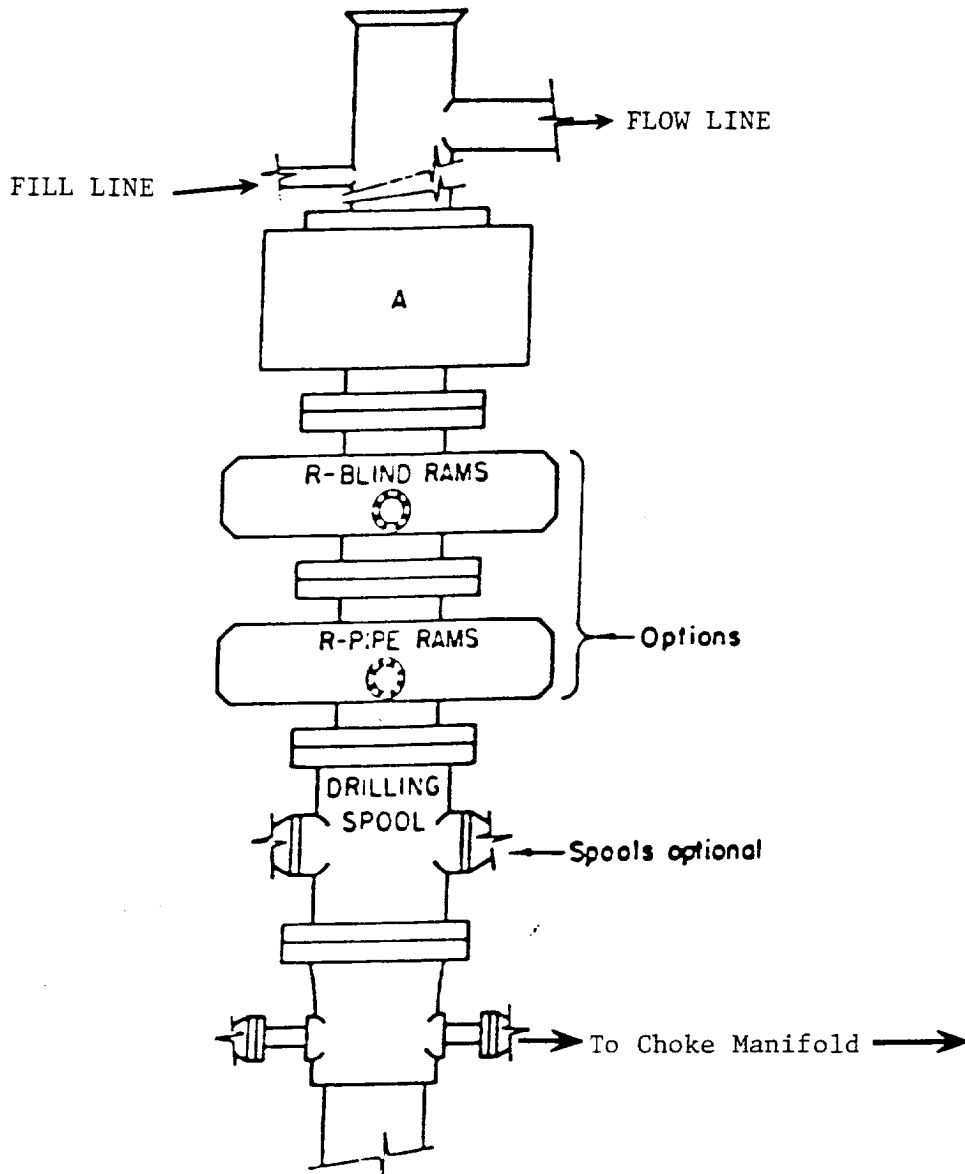 FLOW LINE
FILL LINE
A
R-BLIND RAMS
R-PIPE RAMS
Options
DRILLING
SPOOL
Spools optional
To Choke Manifold